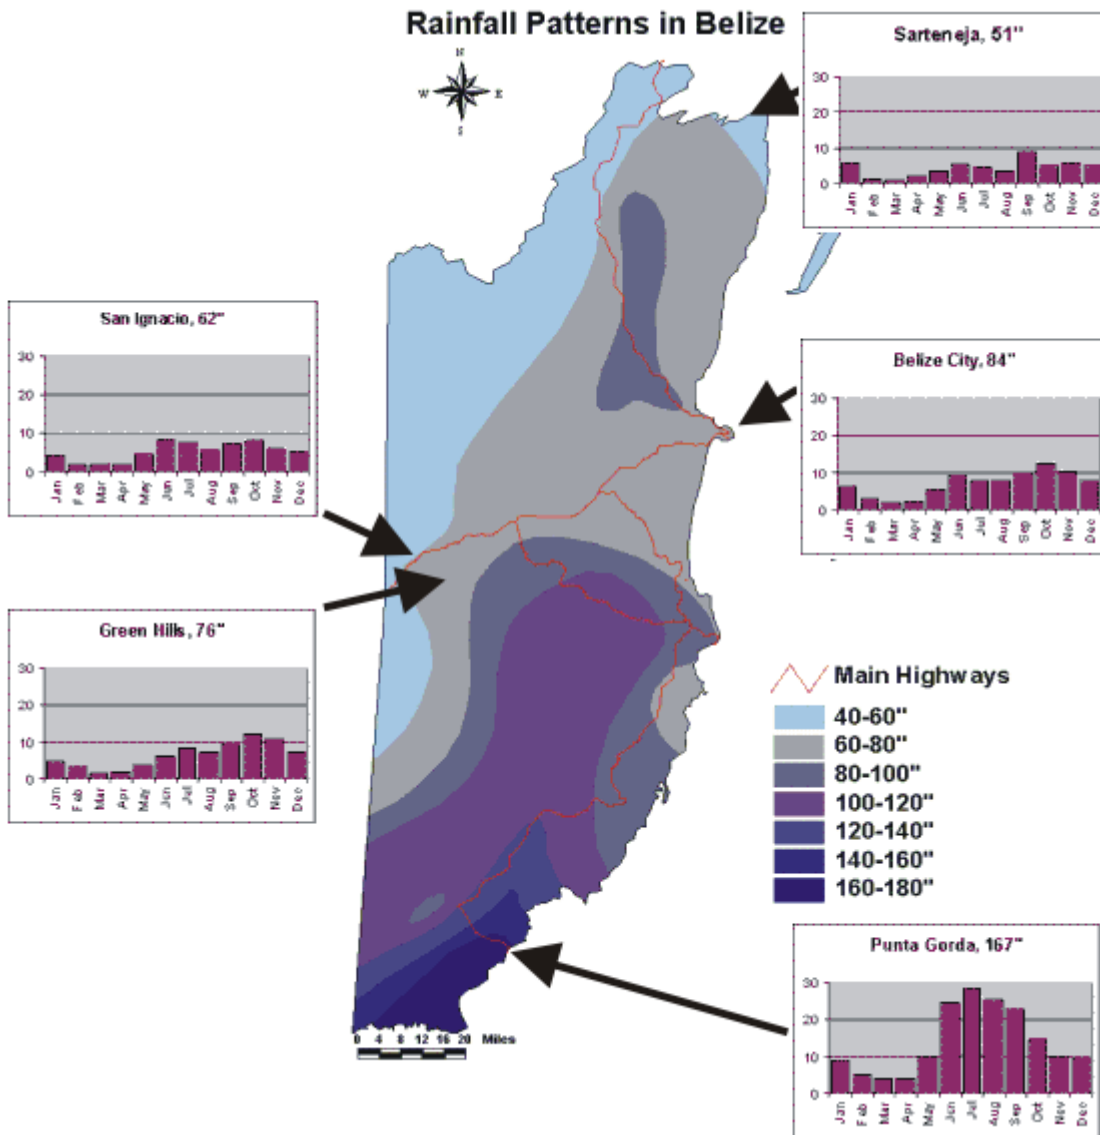 Rainfall Patterns in Belize
N
W E
S
Sarteneja, 51"
30
20
10
0
Jan Feb Mar Apr May Jun Jul Aug Sep Oct Nov Dec
San Ignacio, 62"
30
20
10
0
Jan Feb Mar Apr May Jun Jul Aug Sep Oct Nov Dec
Belize City, 84"
30
20
10
0
Jan Feb Mar Apr May Jun Jul Aug Sep Oct Nov Dec
Green Hills, 76"
30
20
10
0
Jan Feb Mar Apr May Jun Jul Aug Sep Oct Nov Dec
Main Highways
40-60"
60-80"
80-100"
100-120"
120-140"
140-160"
160-180"
Punta Gorda, 167"
30
20
10
0
Jan Feb Mar Apr May Jun Jul Aug Sep Oct Nov Dec
0 4 8 12 16 20 Miles